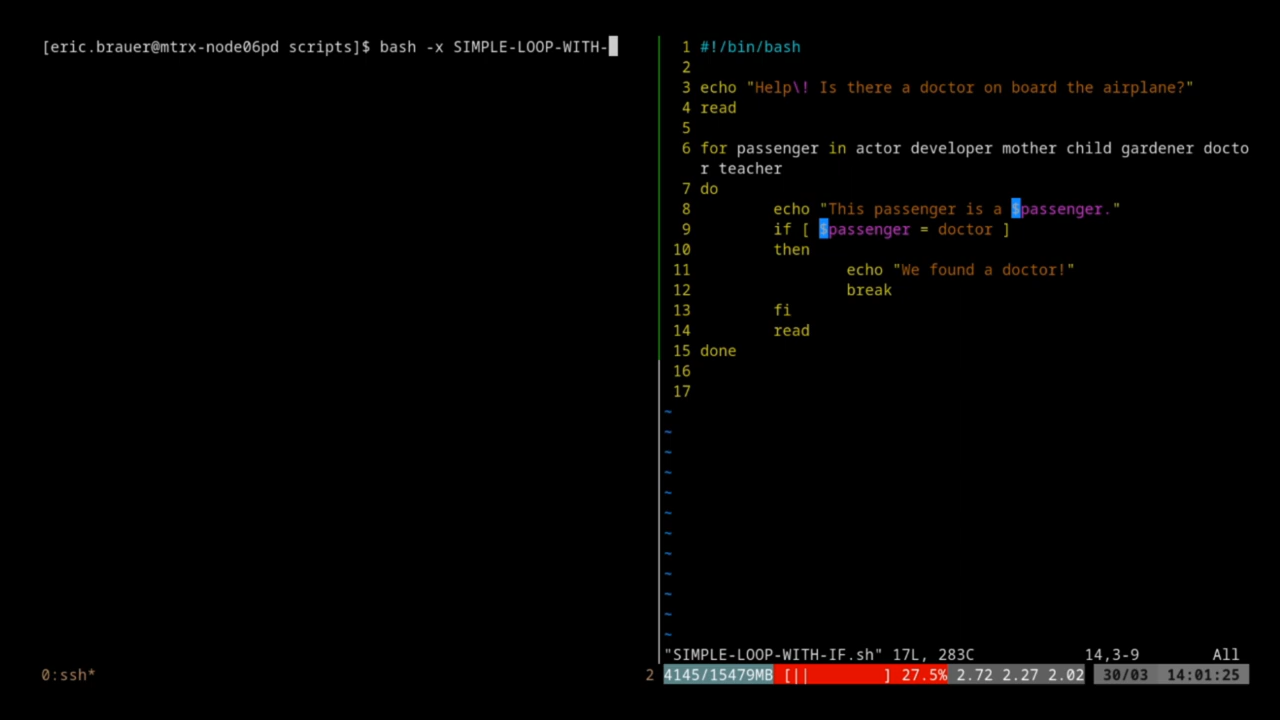 [eric.brauer@mtrx-node06pd scripts]$ bash -x SIMPLE-LOOP-WITH-
1 #!/bin/bash
2
3 echo "Help\! Is there a doctor on board the airplane?"
4 read
5
6 for passenger in actor developer mother child gardener docto
r teacher
7 do
8 echo "This passenger is a $passenger."
9 if [ $passenger = doctor ]
10 then
11 echo "We found a doctor!"
12 break
13 fi
14 read
15 done
16
17
~
~
~
~
~
~
~
~
~
~
~
~
"SIMPLE-LOOP-WITH-IF.sh" 17L, 283C 14,3-9 All
0:ssh* 2 4145/15479MB [|| ] 27.5% 2.72 2.27 2.02 30/03 14:01:25